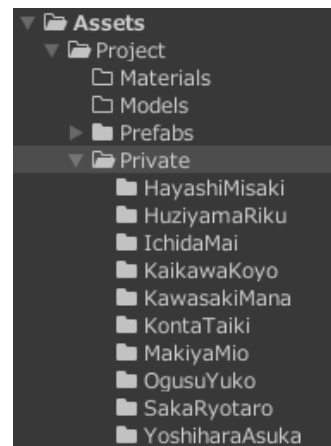 Assets
Project
Materials
Models
Prefabs
Private
HayashiMisaki
HuziyamaRiku
IchidaMai
KaikawaKoyo
KawasakiMana
KontaTaiki
MakiyaMio
OgusuYuko
SakaRyotaro
YoshiharaAsuka